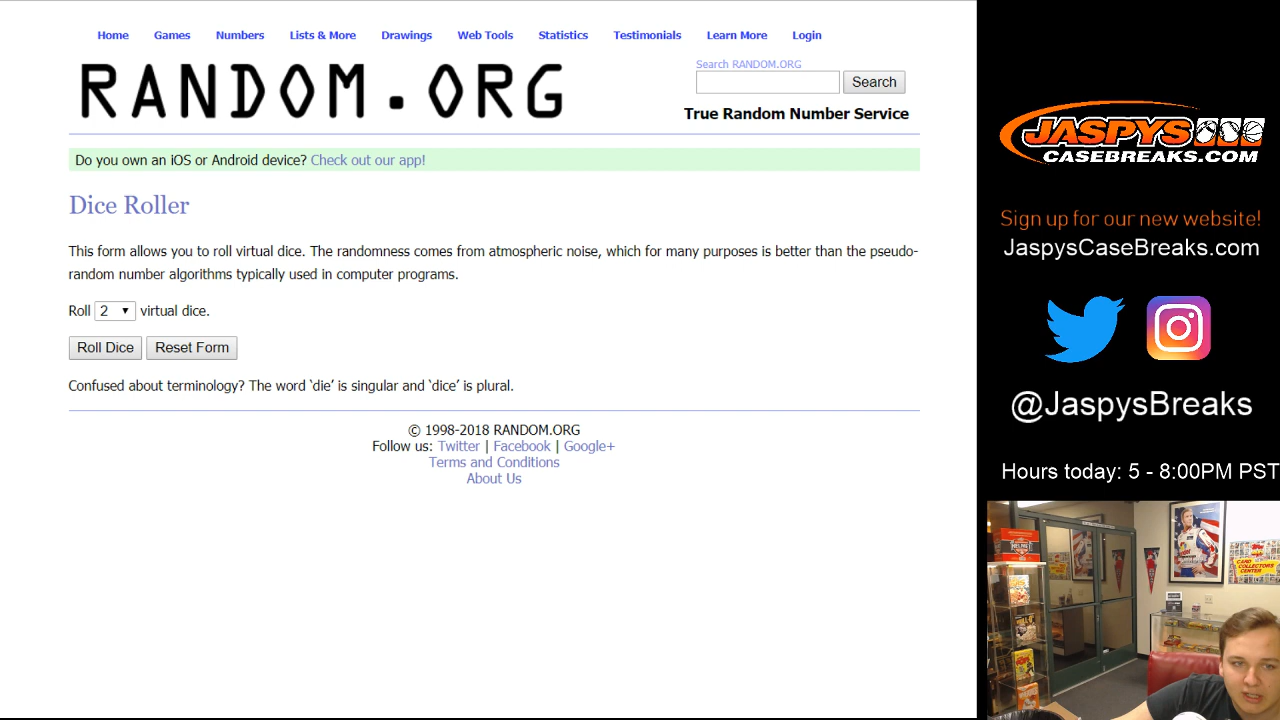 Home Games Numbers Lists & More Drawings Web Tools Statistics Testimonials Learn More Login
RANDOM.ORG
Search RANDOM.ORG
Search
True Random Number Service
Do you own an iOS or Android device? Check out our app!
Dice Roller
This form allows you to roll virtual dice. The randomness comes from atmospheric noise, which for many purposes is better than the pseudo-
random number algorithms typically used in computer programs.
Roll 2 virtual dice.
Roll Dice Reset Form
Confused about terminology? The word ‘die’ is singular and ‘dice’ is plural.
© 1998-2018 RANDOM.ORG
Follow us: Twitter | Facebook | Google+
Terms and Conditions
About Us
JASPYS
CASEBREAKS.COM
Sign up for our new website!
JaspysCaseBreaks.com
@JaspysBreaks
Hours today: 5 - 8:00PM PST
CARD
COLLECTORS
CENTER